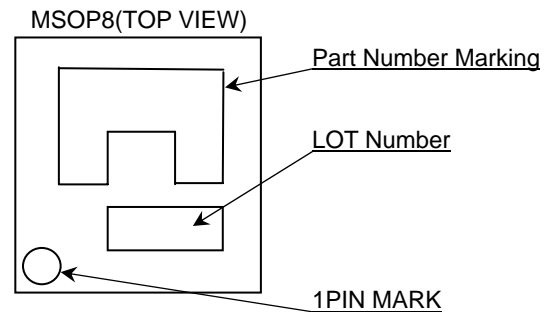 MSOP8(TOP VIEW)
Part Number Marking
LOT Number
1PIN MARK